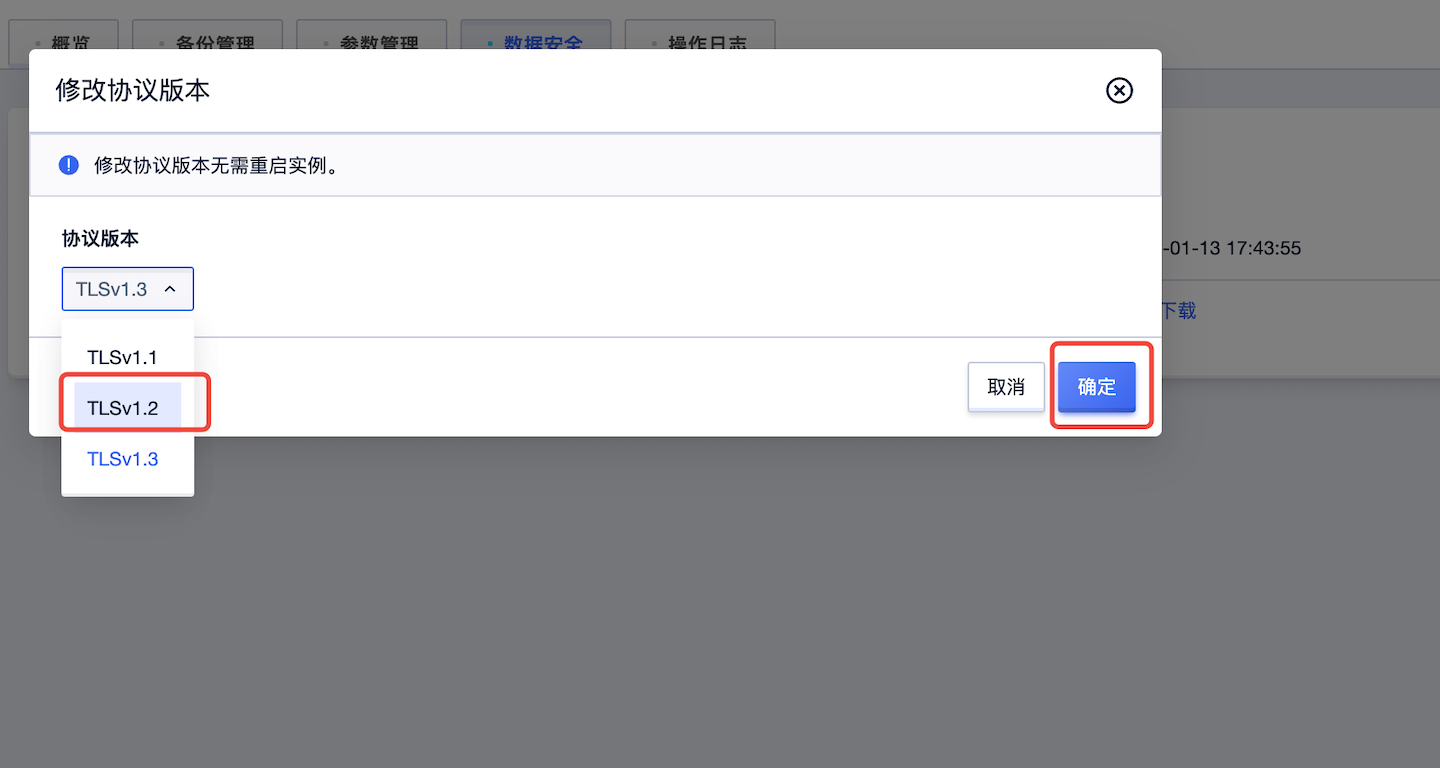 概览 备份管理 参数管理 数据安全 操作日志
修改协议版本
修改协议版本无需重启实例。
协议版本
-01-13 17:43:55
TLSv1.3
下载
TLSv1.1
取消 确定
TLSv1.2
TLSv1.3